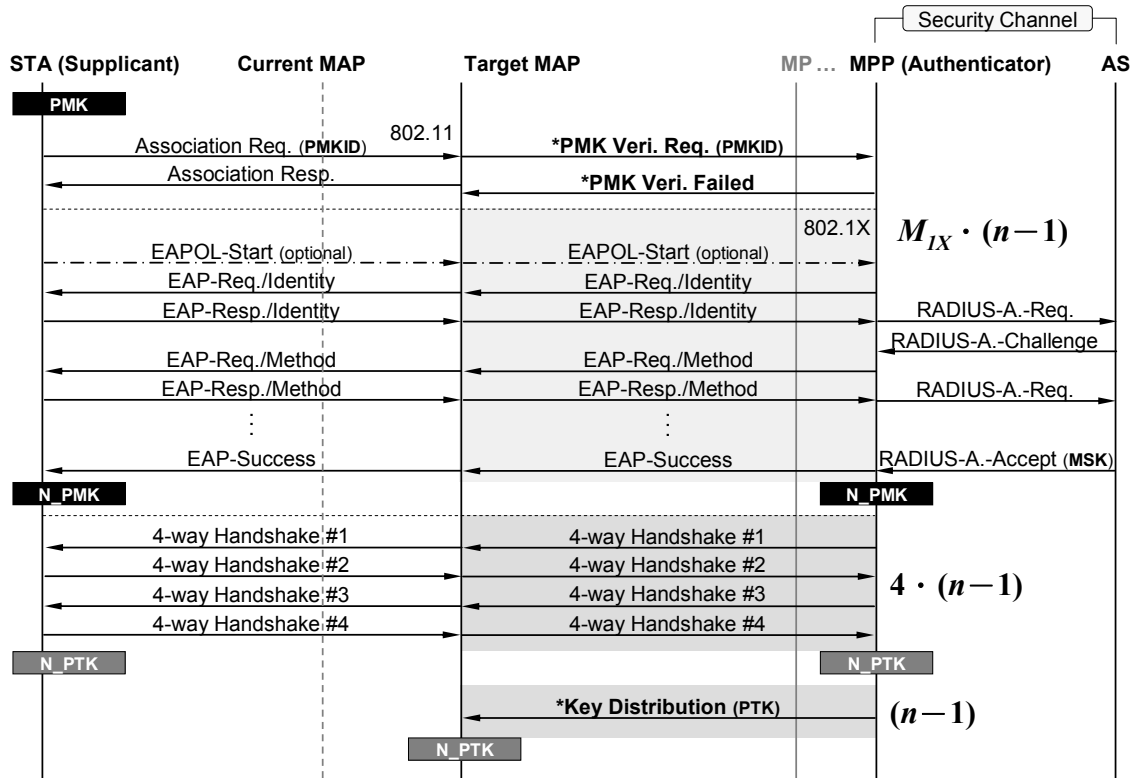 Security Channel
STA (Supplicant) Current MAP Target MAP MP ... MPP (Authenticator) AS
PMK
802.11
Association Req. (PMKID) *PMK Veri. Req. (PMKID)
Association Resp. *PMK Veri. Failed
802.1X
M1X · (n−1)
EAPOL-Start (optional) EAPOL-Start (optional)
EAP-Req./Identity EAP-Req./Identity
EAP-Resp./Identity EAP-Resp./Identity RADIUS-A.-Req.
RADIUS-A.-Challenge
EAP-Req./Method EAP-Req./Method
EAP-Resp./Method EAP-Resp./Method RADIUS-A.-Req.
⋮ ⋮
EAP-Success EAP-Success RADIUS-A.-Accept (MSK)
N_PMK N_PMK
4-way Handshake #1 4-way Handshake #1
4-way Handshake #2 4-way Handshake #2
4 · (n−1)
4-way Handshake #3 4-way Handshake #3
4-way Handshake #4 4-way Handshake #4
N_PTK N_PTK
*Key Distribution (PTK) (n−1)
N_PTK